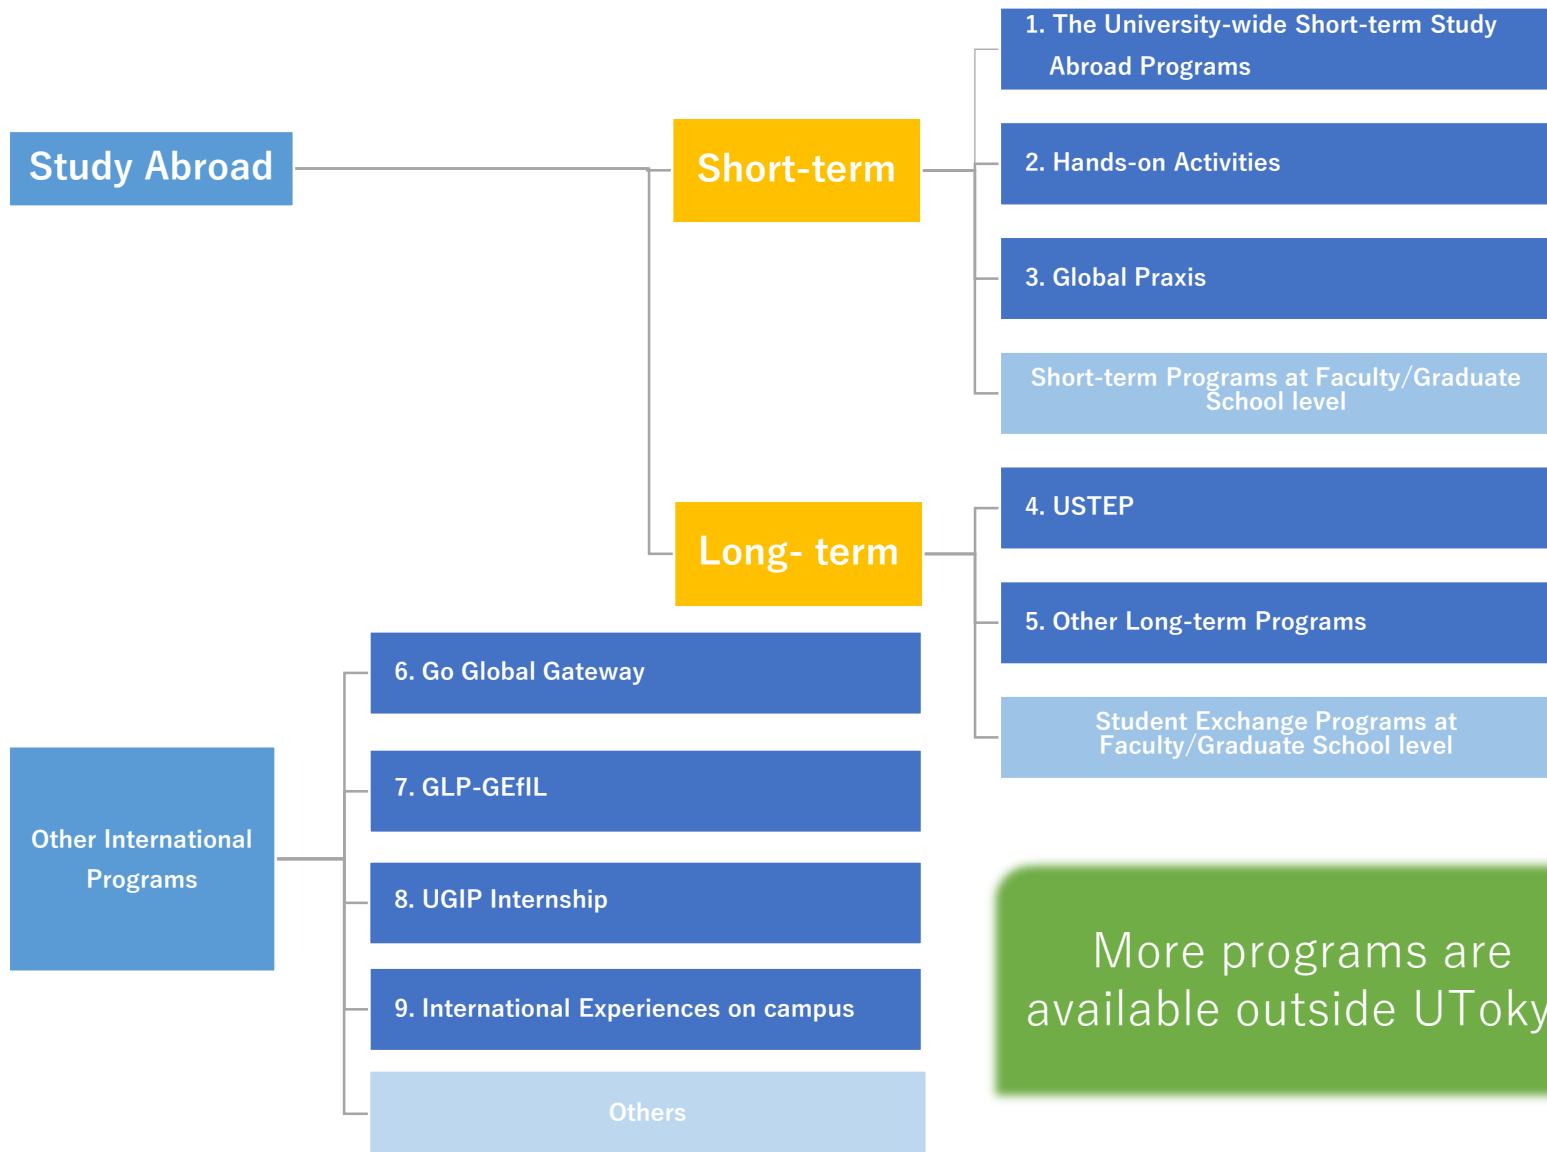 Study Abroad
Short-term
1. The University-wide Short-term Study
Abroad Programs
2. Hands-on Activities
3. Global Praxis
Short-term Programs at Faculty/Graduate
School level
Long- term
4. USTEP
5. Other Long-term Programs
Student Exchange Programs at
Faculty/Graduate School level
Other International
Programs
6. Go Global Gateway
7. GLP-GEfIL
8. UGIP Internship
9. International Experiences on campus
Others
More programs are
available outside UToky